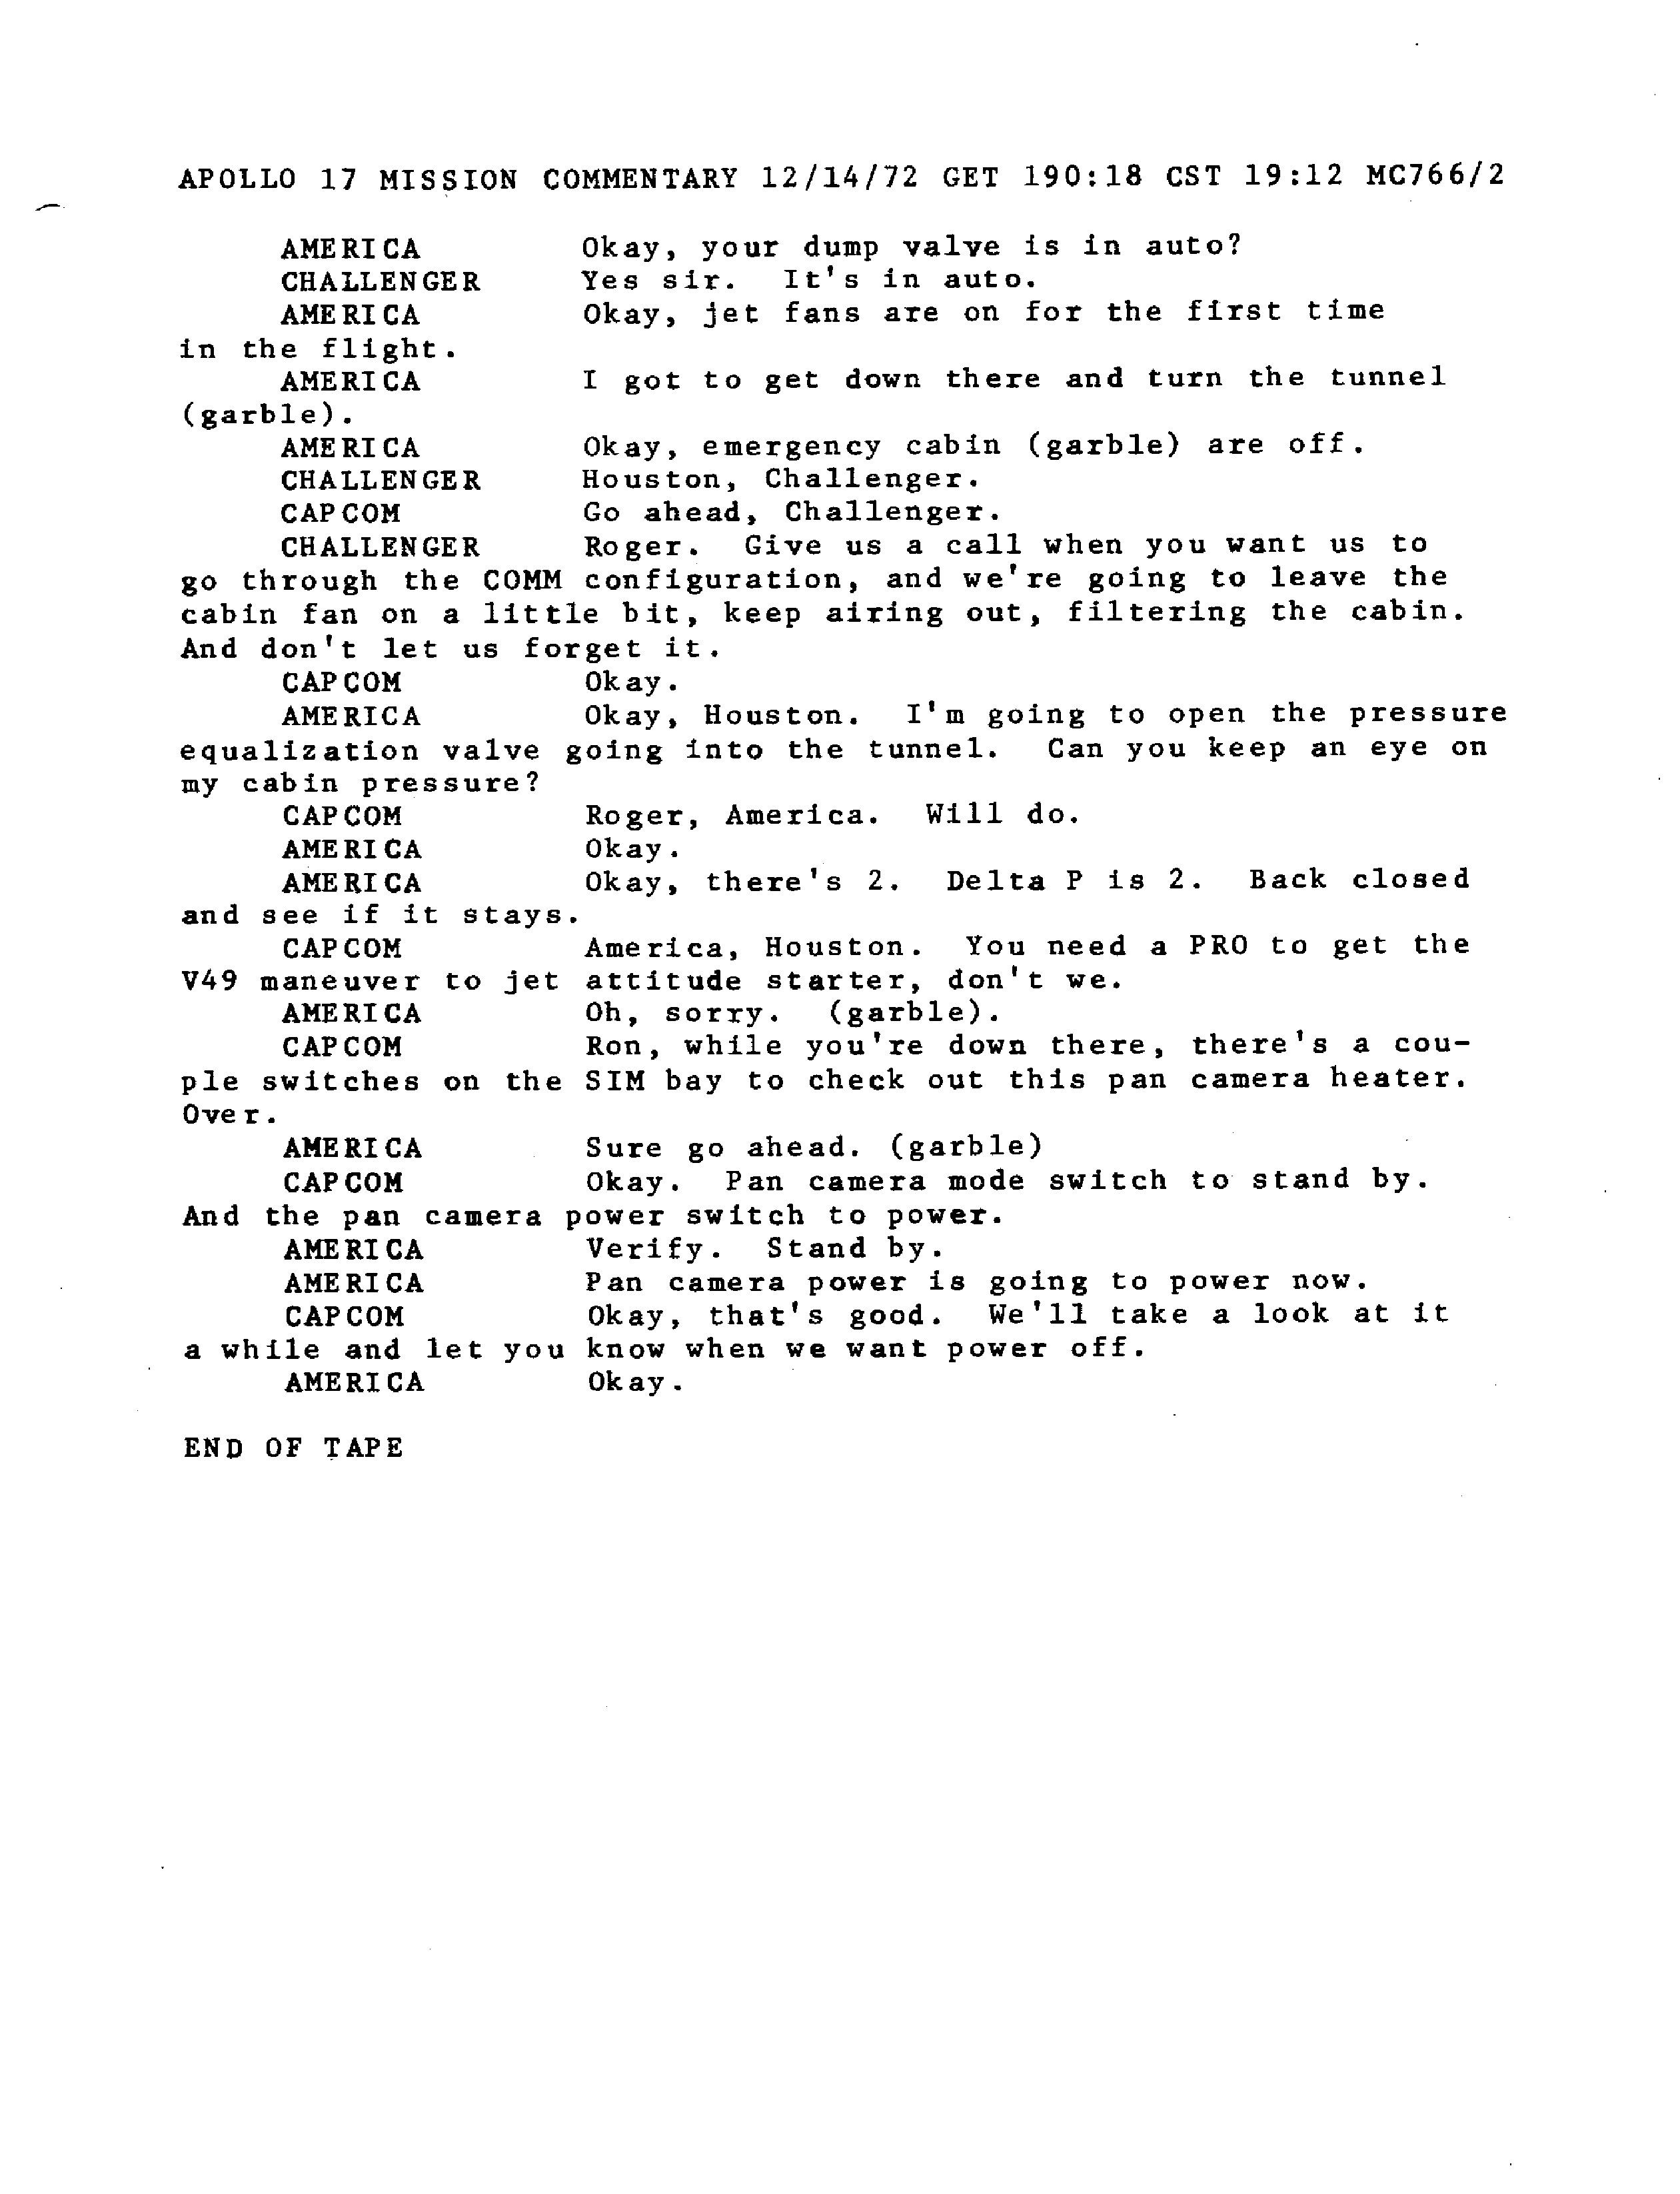 APOLLO 17 MISSION COMMENTARY 12/14/72 GET 190:18 CST 19:12 MC766/2
AMERICA Okay, your dump valve is in auto?
CHALLENGER Yes sir. It's in auto.
AMERICA Okay, jet fans are on for the first time
in the flight.
AMERICA I got to get down there and turn the tunnel
(garble).
AMERICA Okay, emergency cabin (garble) are off.
CHALLENGER Houston, Challenger.
CAPCOM Go ahead, Challenger.
CHALLENGER Roger. Give us a call when you want us to
go through the COMM configuration, and we're going to leave the
cabin fan on a little bit, keep airing out, filtering the cabin.
And don't let us forget it.
CAPCOM Okay.
AMERICA Okay, Houston. I'm going to open the pressure
equalization valve going into the tunnel. Can you keep an eye on
my cabin pressure?
CAPCOM Roger, America. Will do.
AMERICA Okay.
AMERICA Okay, there's 2. Delta P is 2. Back closed
and see if it stays.
CAPCOM America, Houston. You need a PRO to get the
V49 maneuver to jet attitude starter, don't we.
AMERICA Oh, sorry. (garble).
CAPCOM Ron, while you're down there, there's a cou-
ple switches on the SIM bay to check out this pan camera heater.
Over.
AMERICA Sure go ahead. (garble)
CAPCOM Okay. Pan camera mode switch to stand by.
And the pan camera power switch to power.
AMERICA Verify. Stand by.
AMERICA Pan camera power is going to power now.
CAPCOM Okay, that's good. We'll take a look at it
a while and let you know when we want power off.
AMERICA Okay.
END OF TAPE